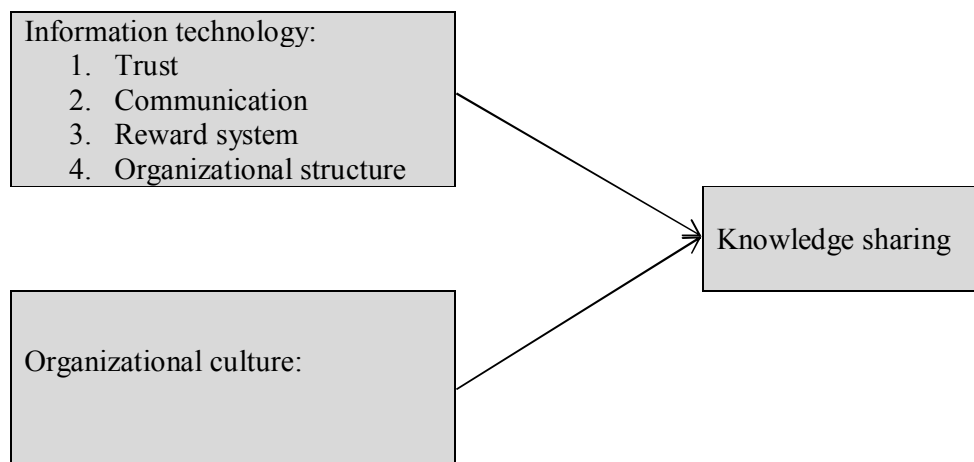 Information technology:
1. Trust
2. Communication
3. Reward system
4. Organizational structure
Knowledge sharing
Organizational culture: